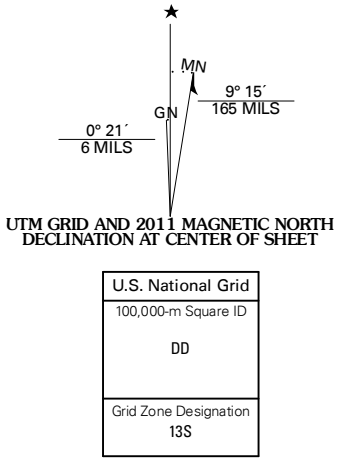 MN
9° 15´
165 MILS
GN
0° 21´
6 MILS
UTM GRID AND 2011 MAGNETIC NORTH
DECLINATION AT CENTER OF SHEET
U.S. National Grid
100,000-m Square ID
DD
Grid Zone Designation
13S